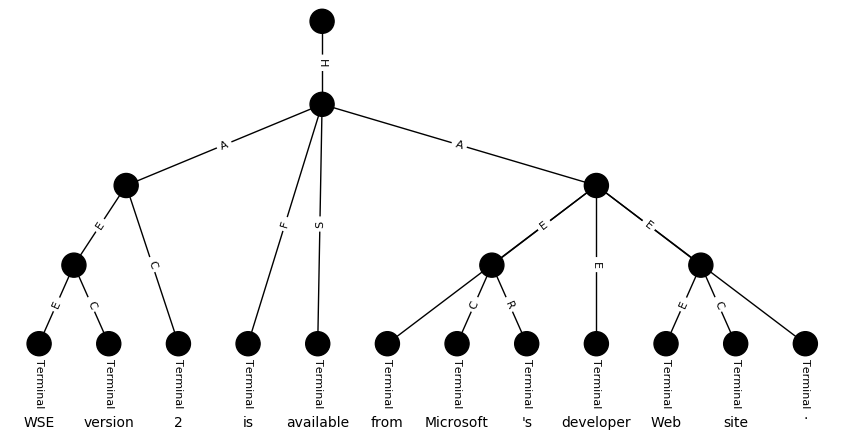 H
A
A
E
C
F
S
E
E
E
E
C
C
R
E
C
Terminal Terminal Terminal Terminal Terminal Terminal Terminal Terminal Terminal Terminal Terminal Terminal
WSE version 2 is available from Microsoft 's developer Web site .